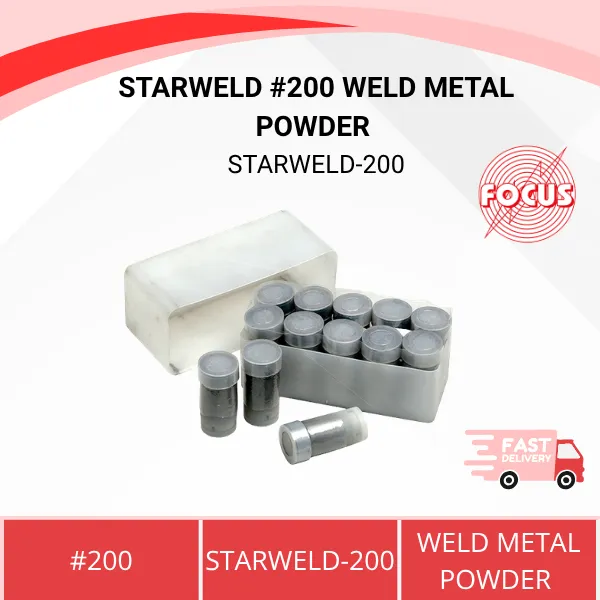 STARWELD #200 WELD METAL
POWDER
STARWELD-200
FOCUS
FAST
DELIVERY
#200
STARWELD-200
WELD METAL
POWDER